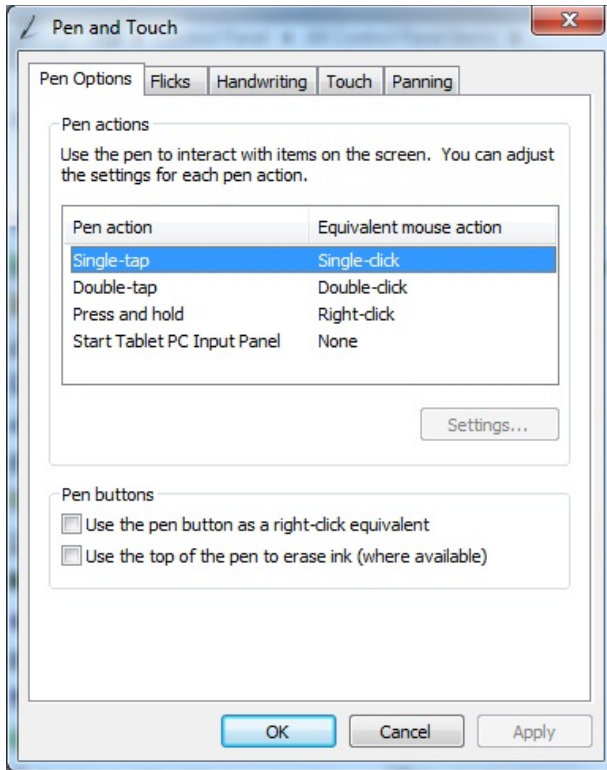 Pen and Touch
Pen Options Flicks Handwriting Touch Panning
Pen actions
Use the pen to interact with items on the screen. You can adjust
the settings for each pen action.
Pen action Equivalent mouse action
Single-tap Single-click
Double-tap Double-click
Press and hold Right-click
Start Tablet PC Input Panel None
Settings...
Pen buttons
Use the pen button as a right-click equivalent
Use the top of the pen to erase ink (where available)
OK Cancel Apply